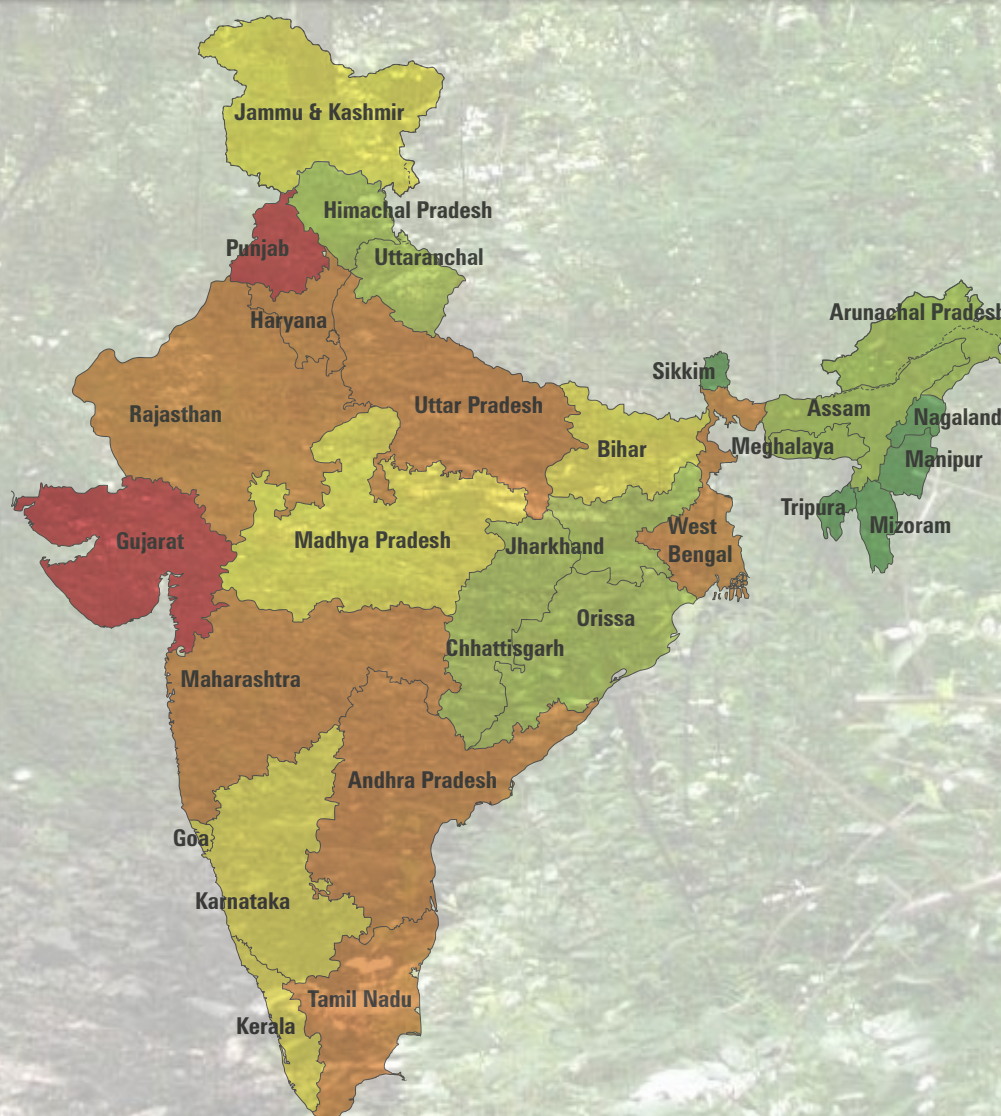 Jammu & Kashmir
Himachal Pradesh
Punjab
Uttaranchal
Haryana
Arunachal Pradesh
Sikkim
Rajasthan
Uttar Pradesh
Assam
Nagaland
Bihar
Meghalaya
Manipur
Tripura
Mizoram
Gujarat
Madhya Pradesh
Jharkhand
West
Bengal
Orissa
Chhattisgarh
Maharashtra
Andhra Pradesh
Goa
Karnataka
Tamil Nadu
Kerala